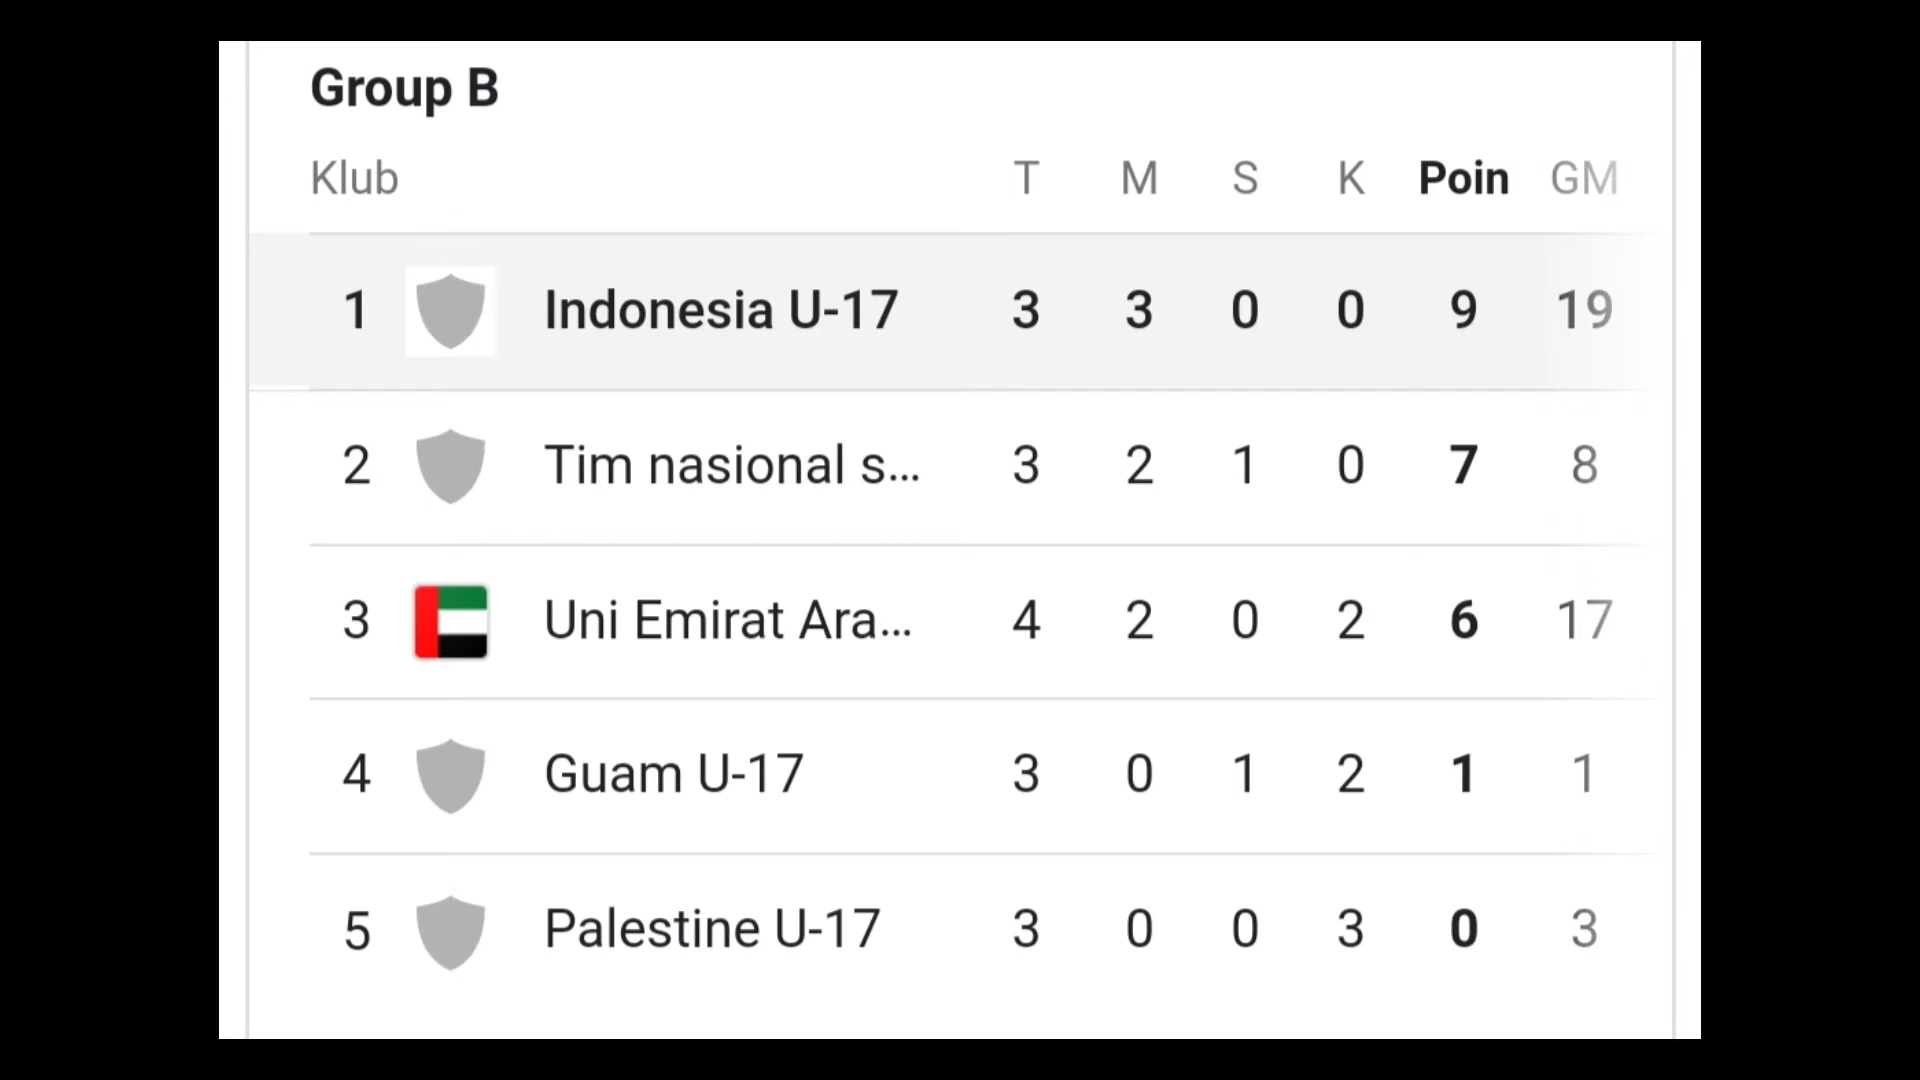 Group B
Klub T M S K Poin GM
1 Indonesia U-17 3 3 0 0 9 19
2 Tim nasional s... 3 2 1 0 7 8
3 Uni Emirat Ara... 4 2 0 2 6 17
4 Guam U-17 3 0 1 2 1 1
5 Palestine U-17 3 0 0 3 0 3